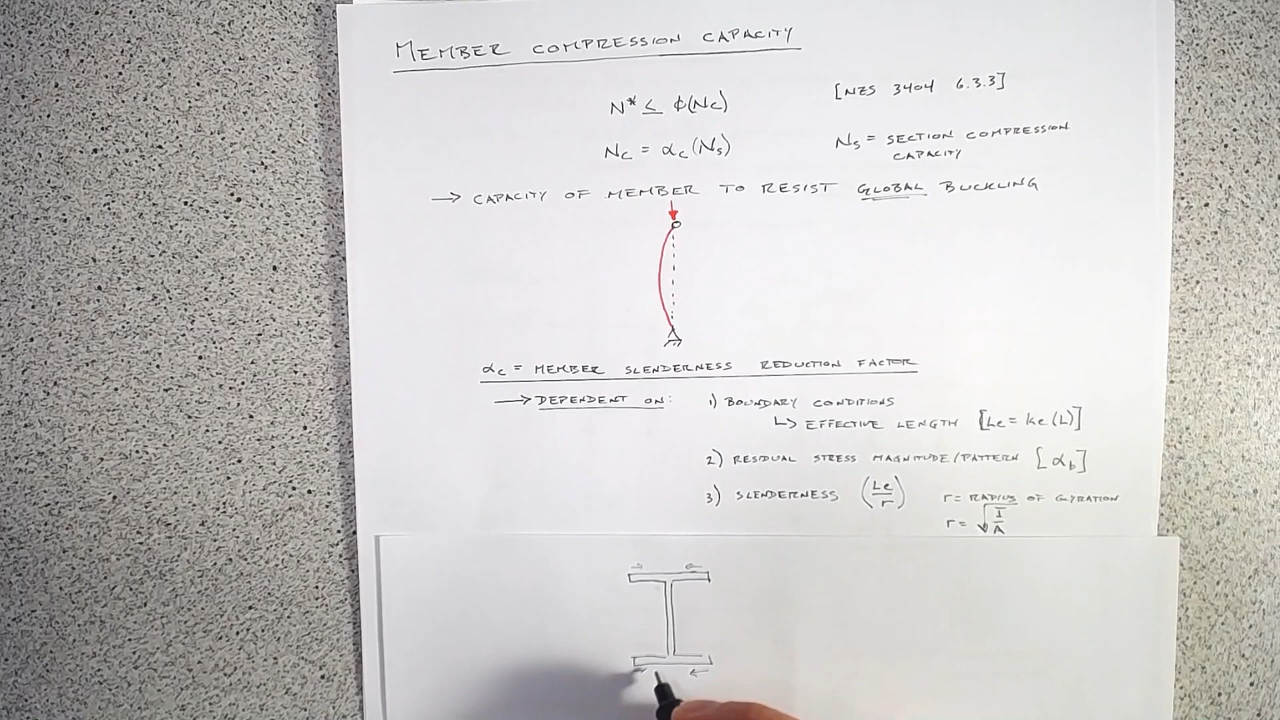 MEMBER COMPRESSION CAPACITY
N* ≤ φ(Nc) [NZS 3404 6.3.3]
Nc = αc(Ns) Ns = SECTION COMPRESSION
CAPACITY
→ CAPACITY OF MEMBER TO RESIST GLOBAL BUCKLING
αc = MEMBER SLENDERNESS REDUCTION FACTOR
→ DEPENDENT ON: 1) BOUNDARY CONDITIONS
↳ EFFECTIVE LENGTH [Le = ke(L)]
2) RESIDUAL STRESS MAGNITUDE/PATTERN [αb]
3) SLENDERNESS (Le/r) r = RADIUS OF GYRATION
r = √(I/A)